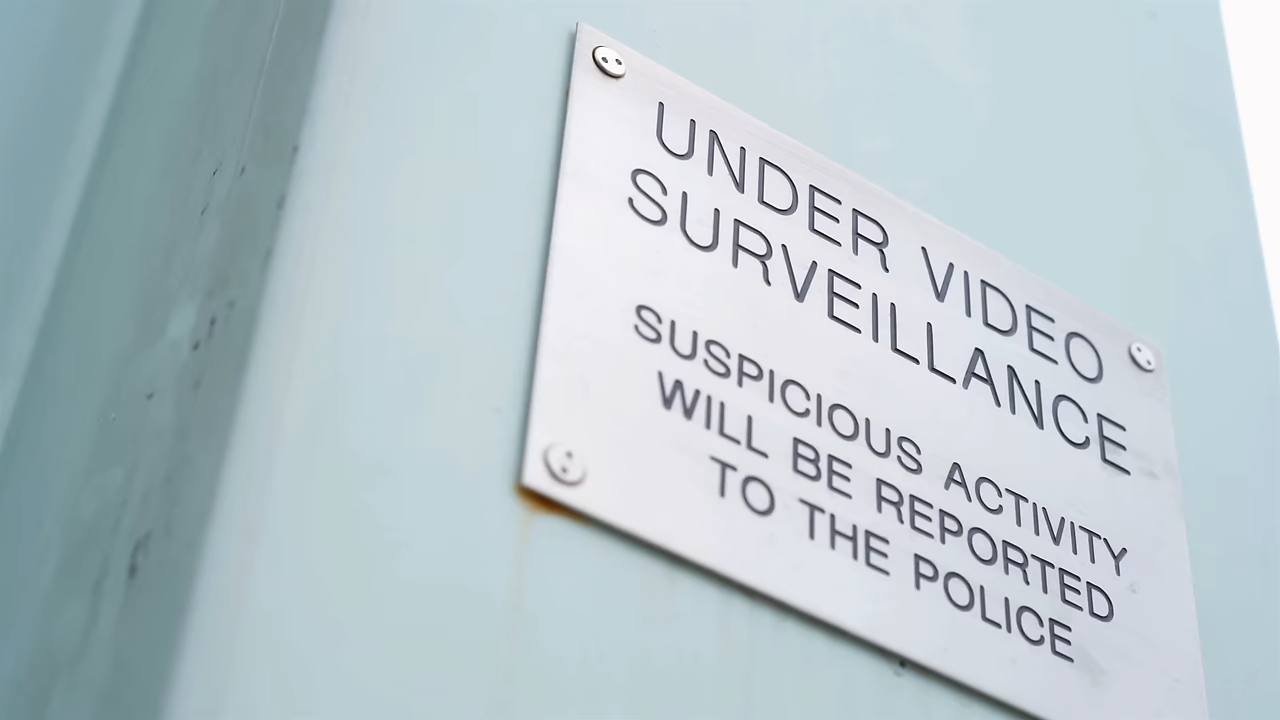 UNDER VIDEO
SURVEILLANCE
SUSPICIOUS ACTIVITY
WILL BE REPORTED
TO THE POLICE